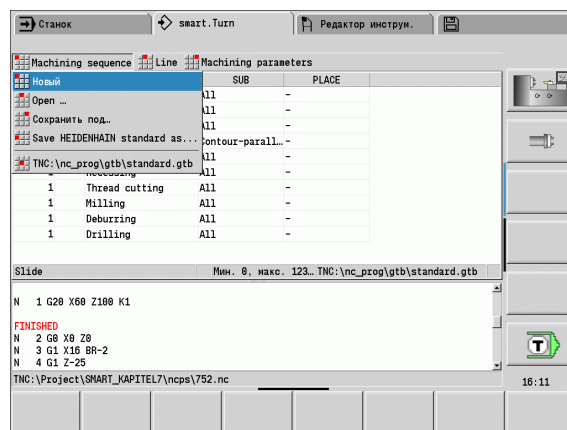 Станок smart.Turn Редактор инструм.
Machining sequence Line Machining parameters
Новый SUB PLACE
Open … All -
All -
Сохранить под… All -
Save HEIDENHAIN standard as... Contour-parall… -
TNC:\nc_prog\gtb\standard.gtb All -
1 Recessing All -
1 Thread cutting All -
1 Milling All -
1 Deburring All -
1 Drilling All -
Slide Мин. 0, макс. 123… TNC:\nc_prog\gtb\standard.gtb
N 1 G20 X60 Z100 K1
FINISHED
N 2 G0 X0 Z0
N 3 G1 X16 BR-2
N 4 G1 Z-25
TNC:\Project\SMART_KAPITEL7\ncps\752.nc
T
16:11